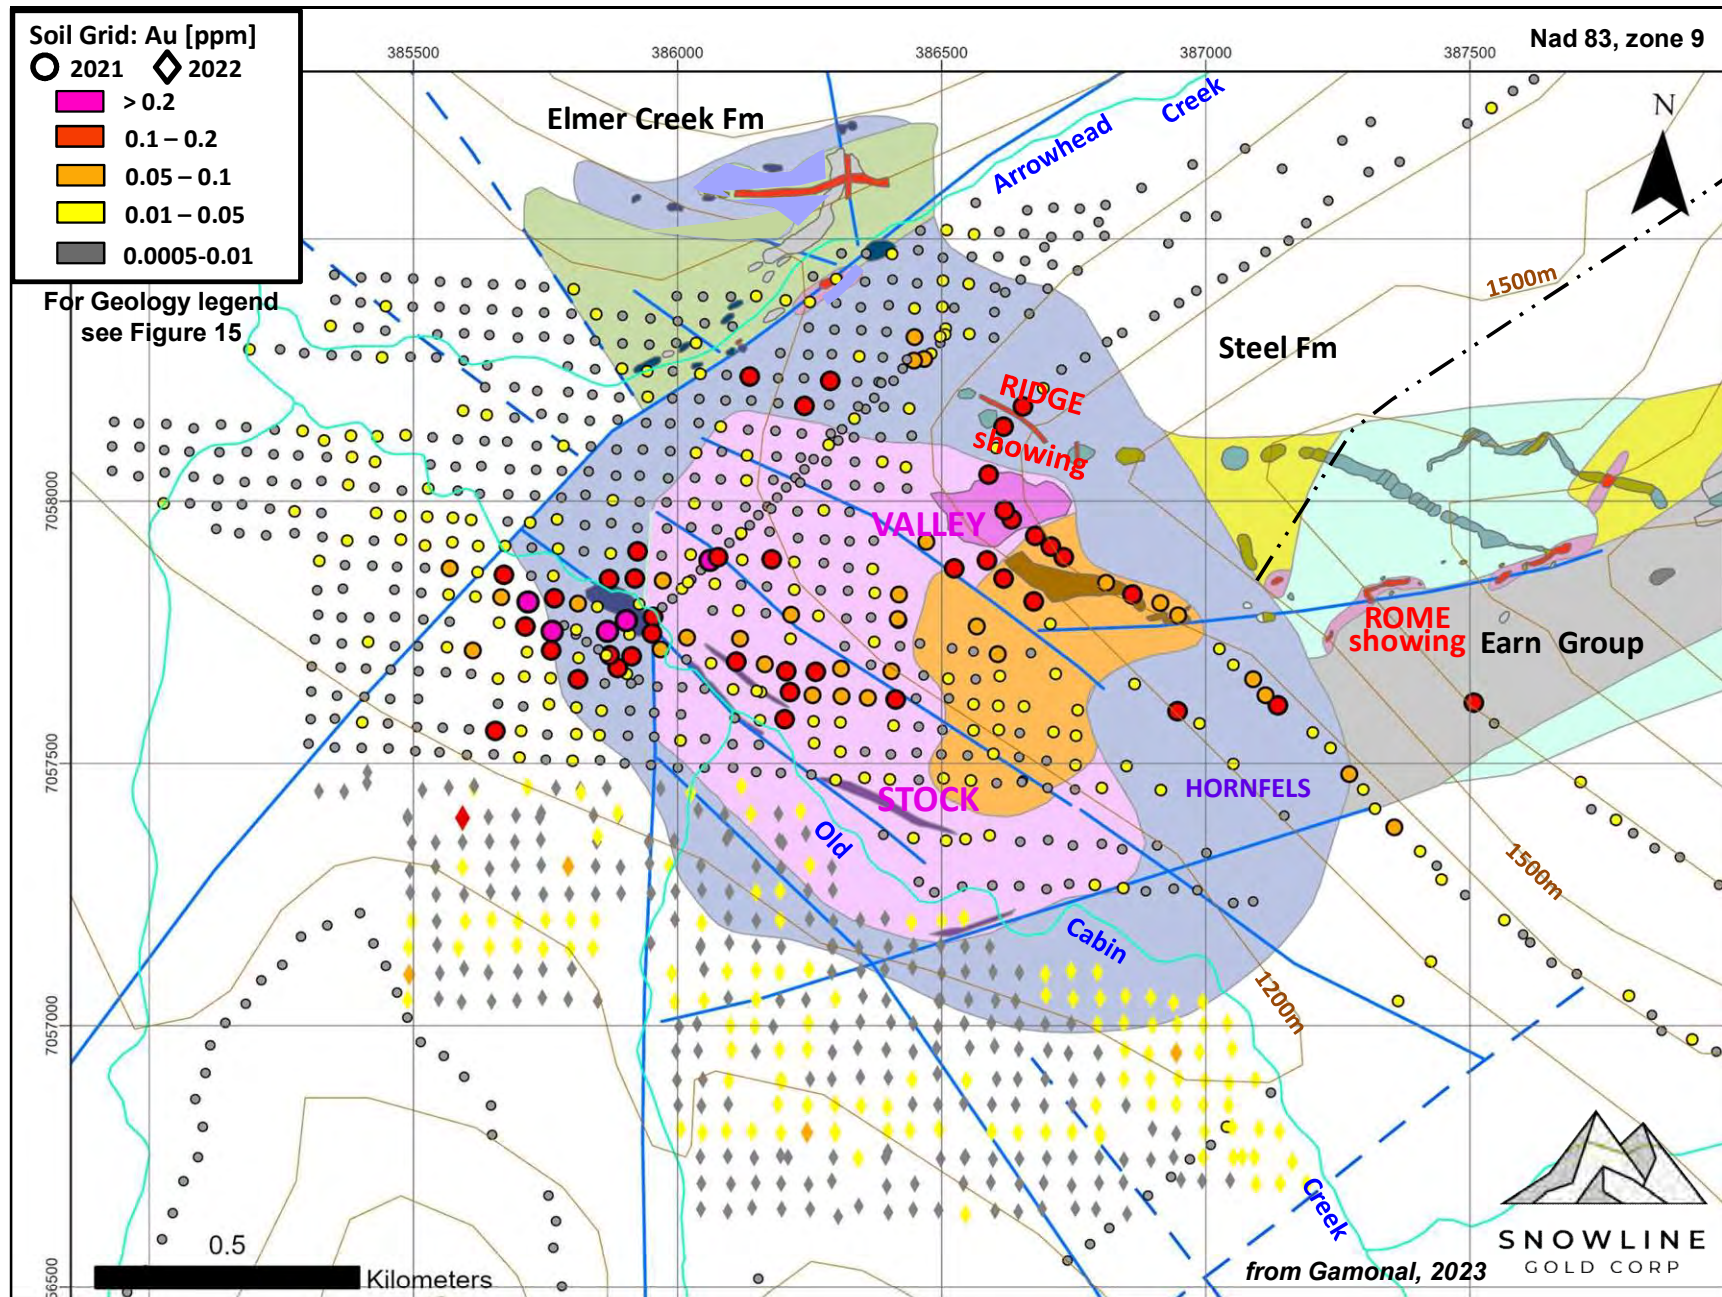 Soil Grid: Au [ppm]
2021 2022
> 0.2
0.1 – 0.2
0.05 – 0.1
0.01 – 0.05
0.0005-0.01
For Geology legend
see Figure 15
385500
386000
386500
387000
387500
Nad 83, zone 9
N
Elmer Creek Fm
Arrowhead Creek
1500m
Steel Fm
RIDGE
showing
7058000
VALLEY
ROME
showing
Earn Group
7057500
HORNFELS
STOCK
Old
Cabin
Creek
1500m
1200m
7057000
0.5
Kilometers
56500
SNOWLINE
GOLD CORP
from Gamonal, 2023